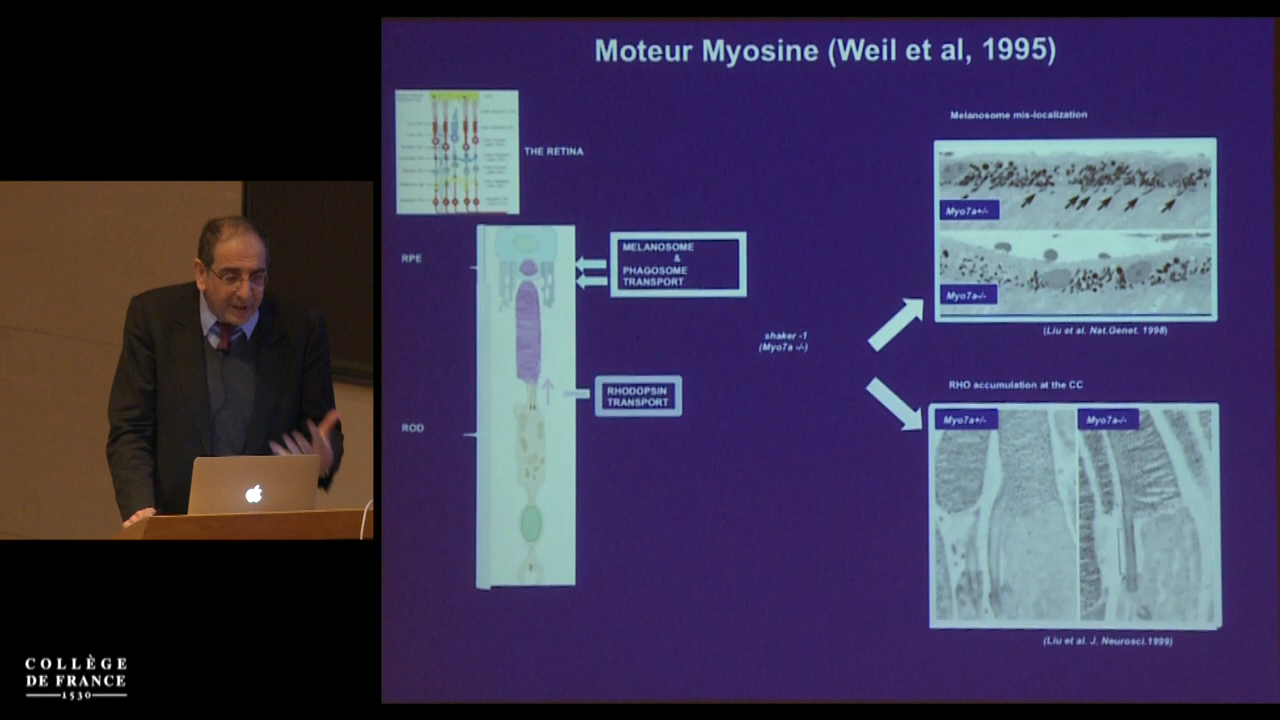 Moteur Myosine (Weil et al, 1995)
THE RETINA
RPE
MELANOSOME
&
PHAGOSOME
TRANSPORT
shaker -1
(Myo7a -/-)
RHODOPSIN
TRANSPORT
ROD
Melanosome mis-localization
Myo7a+/-
Myo7a-/-
(Liu et al. Nat.Genet. 1998)
RHO accumulation at the CC
Myo7a+/-
Myo7a-/-
(Liu et al. J. Neurosci.1999)
COLLÈGE
DE FRANCE
1530